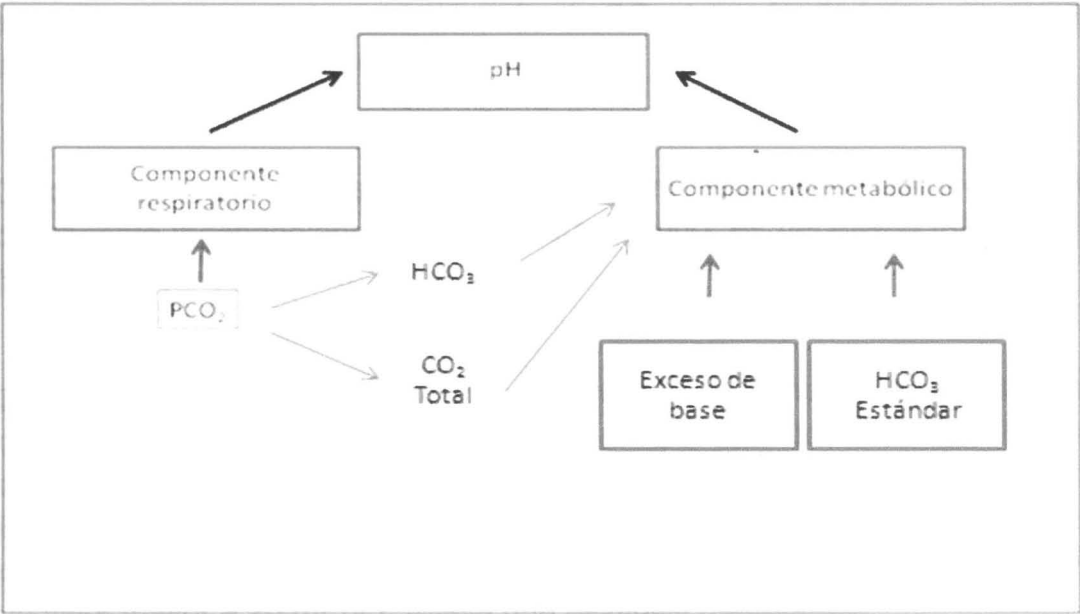 pH
Componente
respiratorio
Componente metabólico
HCO₃
PCO₂
CO₂
Total
Exceso de
base
HCO₃
Estándar